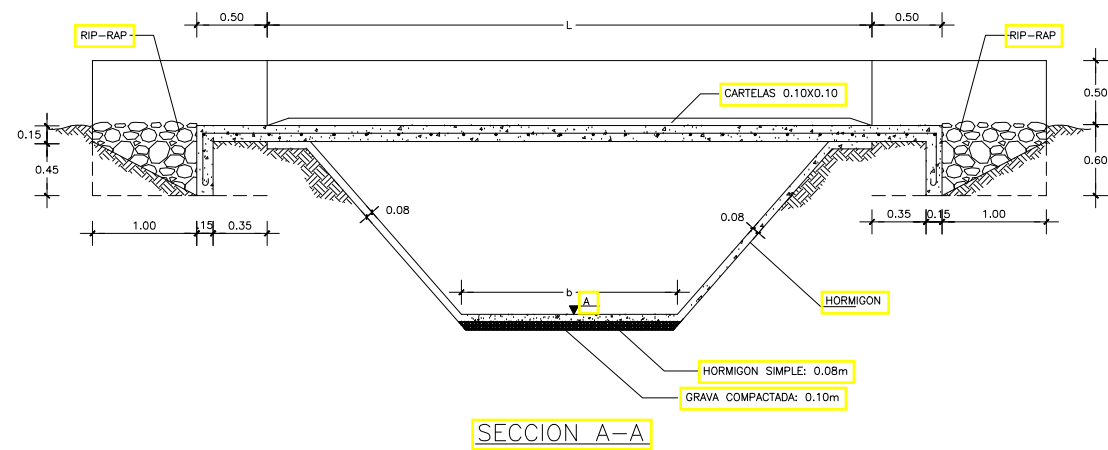 0.50
L
0.50
RIP-RAP
RIP-RAP
CARTELAS 0.10X0.10
0.50
0.15
0.45
0.60
0.08
0.08
1.00
.15
0.35
0.35
0.15
1.00
b
A
HORMIGON
HORMIGON SIMPLE: 0.08m
GRAVA COMPACTADA: 0.10m
SECCION A-A